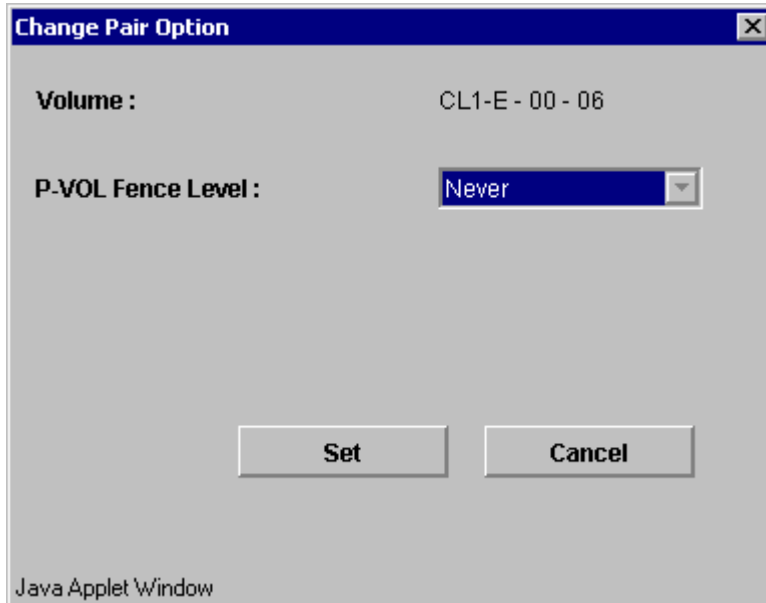 Change Pair Option
Volume : CL1-E - 00 - 06
P-VOL Fence Level : Never
Set Cancel
Java Applet Window